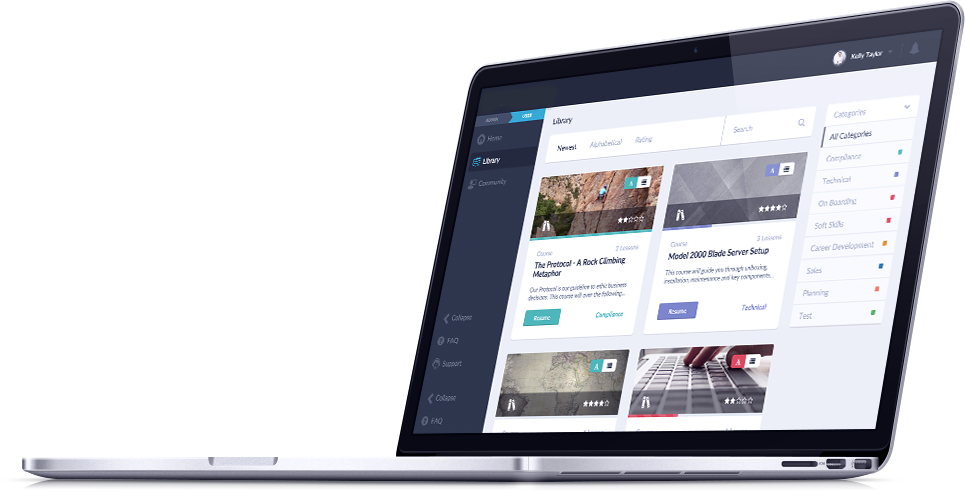 Kelly Taylor
ADMIN
USER
Home
Library
Community
Collapse
FAQ
Support
Collapse
FAQ
Library
Newest
Alphabetical
Rating
Search
A
Course
7 Lessons
The Protocol - A Rock Climbing
Metaphor
Our Protocol is our guideline to ethic business
decisions. This course will over the following...
Resume
Compliance
A
Course
3 Lessons
Model 2000 Blade Server Setup
This course will guide you through unboxing,
installation, maintenance and key components...
Resume
Technical
A
A
Categories
All Categories
Compliance
Technical
On Boarding
Soft Skills
Career Development
Sales
Planning
Test